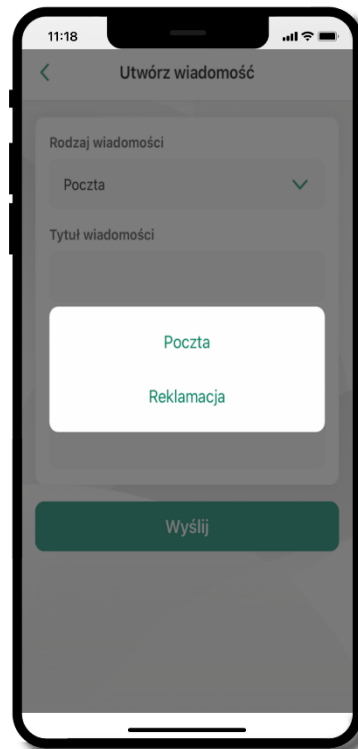 11:18
Utwórz wiadomość
Rodzaj wiadomości
Poczta
Tytuł wiadomości
Poczta
Reklamacja
Wyślij